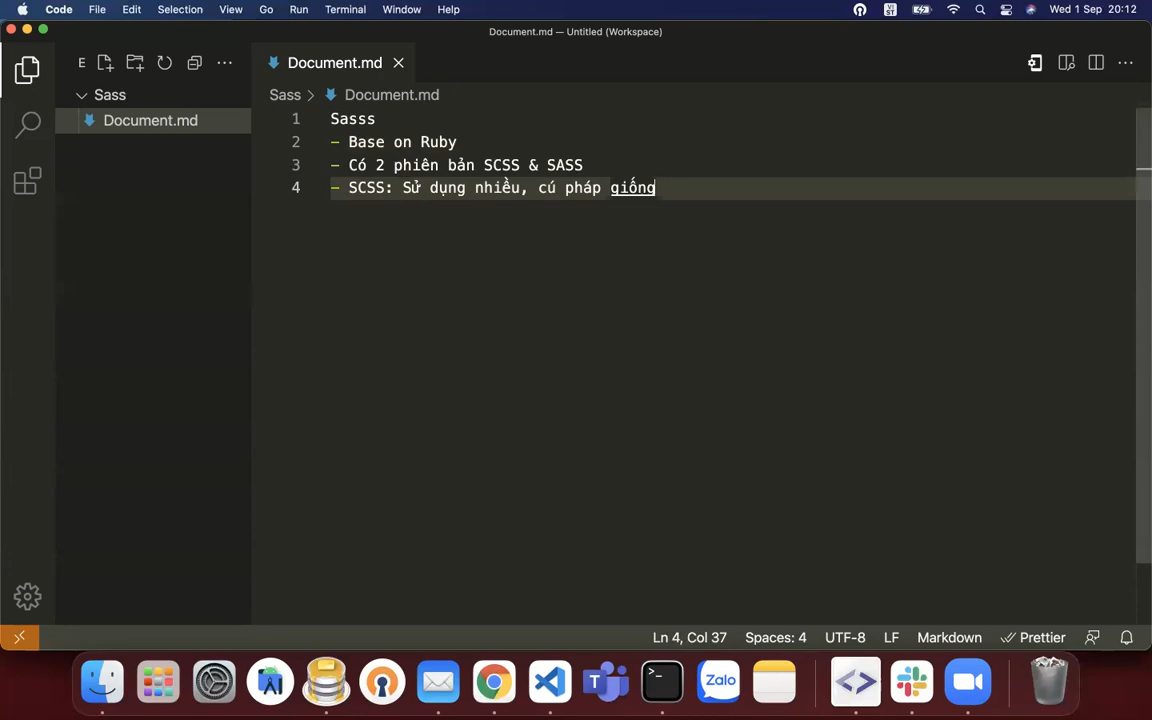 Code File Edit Selection View Go Run Terminal Window Help VI ST Wed 1 Sep 20:12
Document.md — Untitled (Workspace)
E
Document.md
Sass
Document.md
Sass Document.md
1 Sasss
2 - Base on Ruby
3 - Có 2 phiên bản SCSS & SASS
4 - SCSS: Sử dụng nhiều, cú pháp giống
Ln 4, Col 37 Spaces: 4 UTF-8 LF Markdown Prettier
Zalo